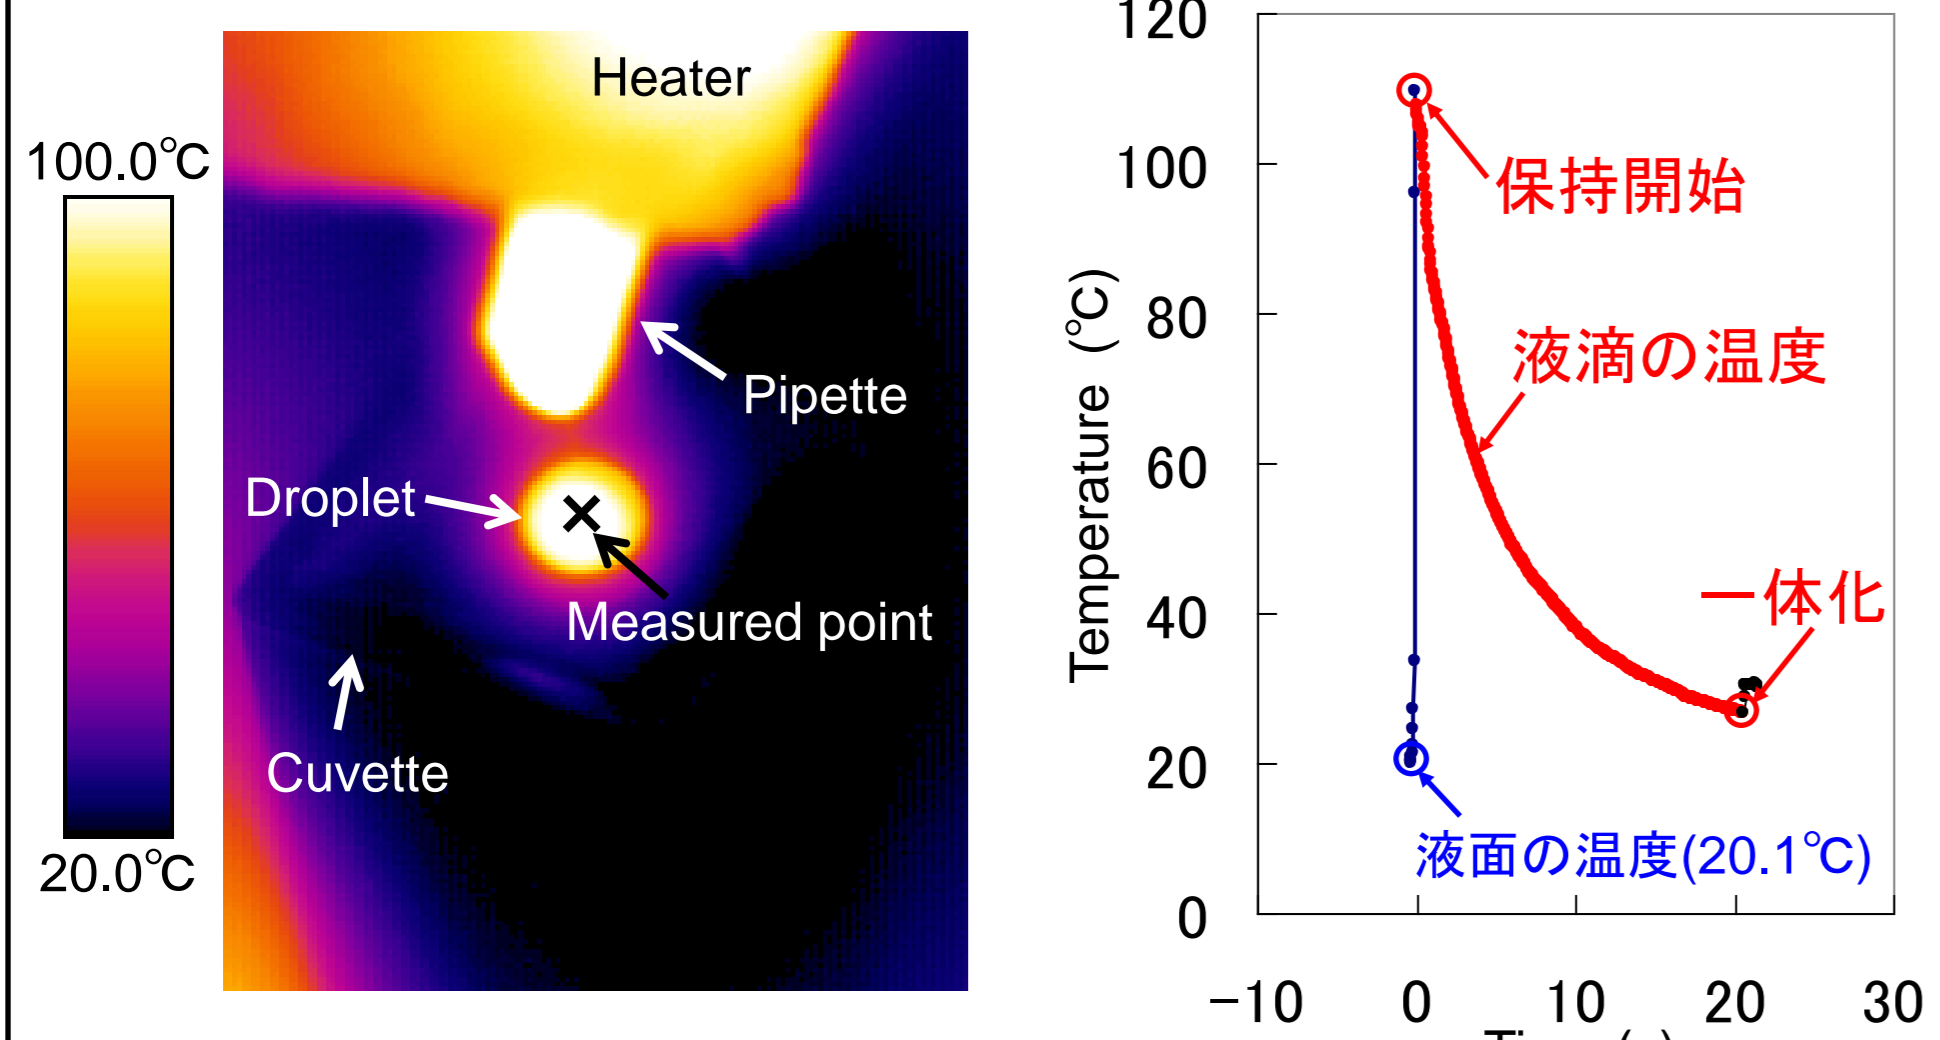 Heater
100.0℃
Pipette
Droplet
Measured point
Cuvette
20.0℃
120
100
80
60
40
20
0
Temperature (℃)
保持開始
液滴の温度
一体化
液面の温度(20.1℃)
-10 0 10 20 30